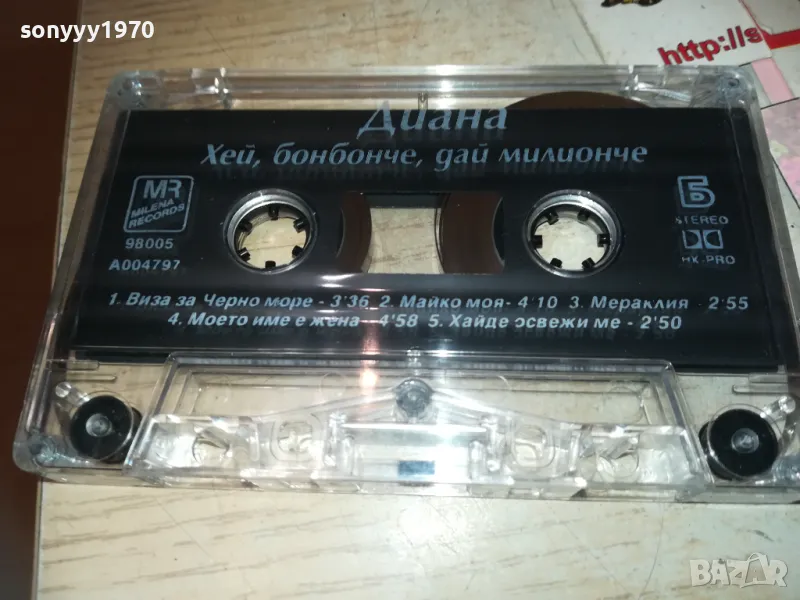 sonyyy1970
http://s
Диана
Хей, бонбонче, дай милионче
MR
MILENA
RECORDS
98005
A004797
Б
STEREO
HX-PRO
1. Виза за Черно море - 3'36 2. Майко моя- 4'10 3. Мераклия - 2'55
4. Моето име е жена - 4'58 5. Хайде освежи ме - 2'50
BAZAR